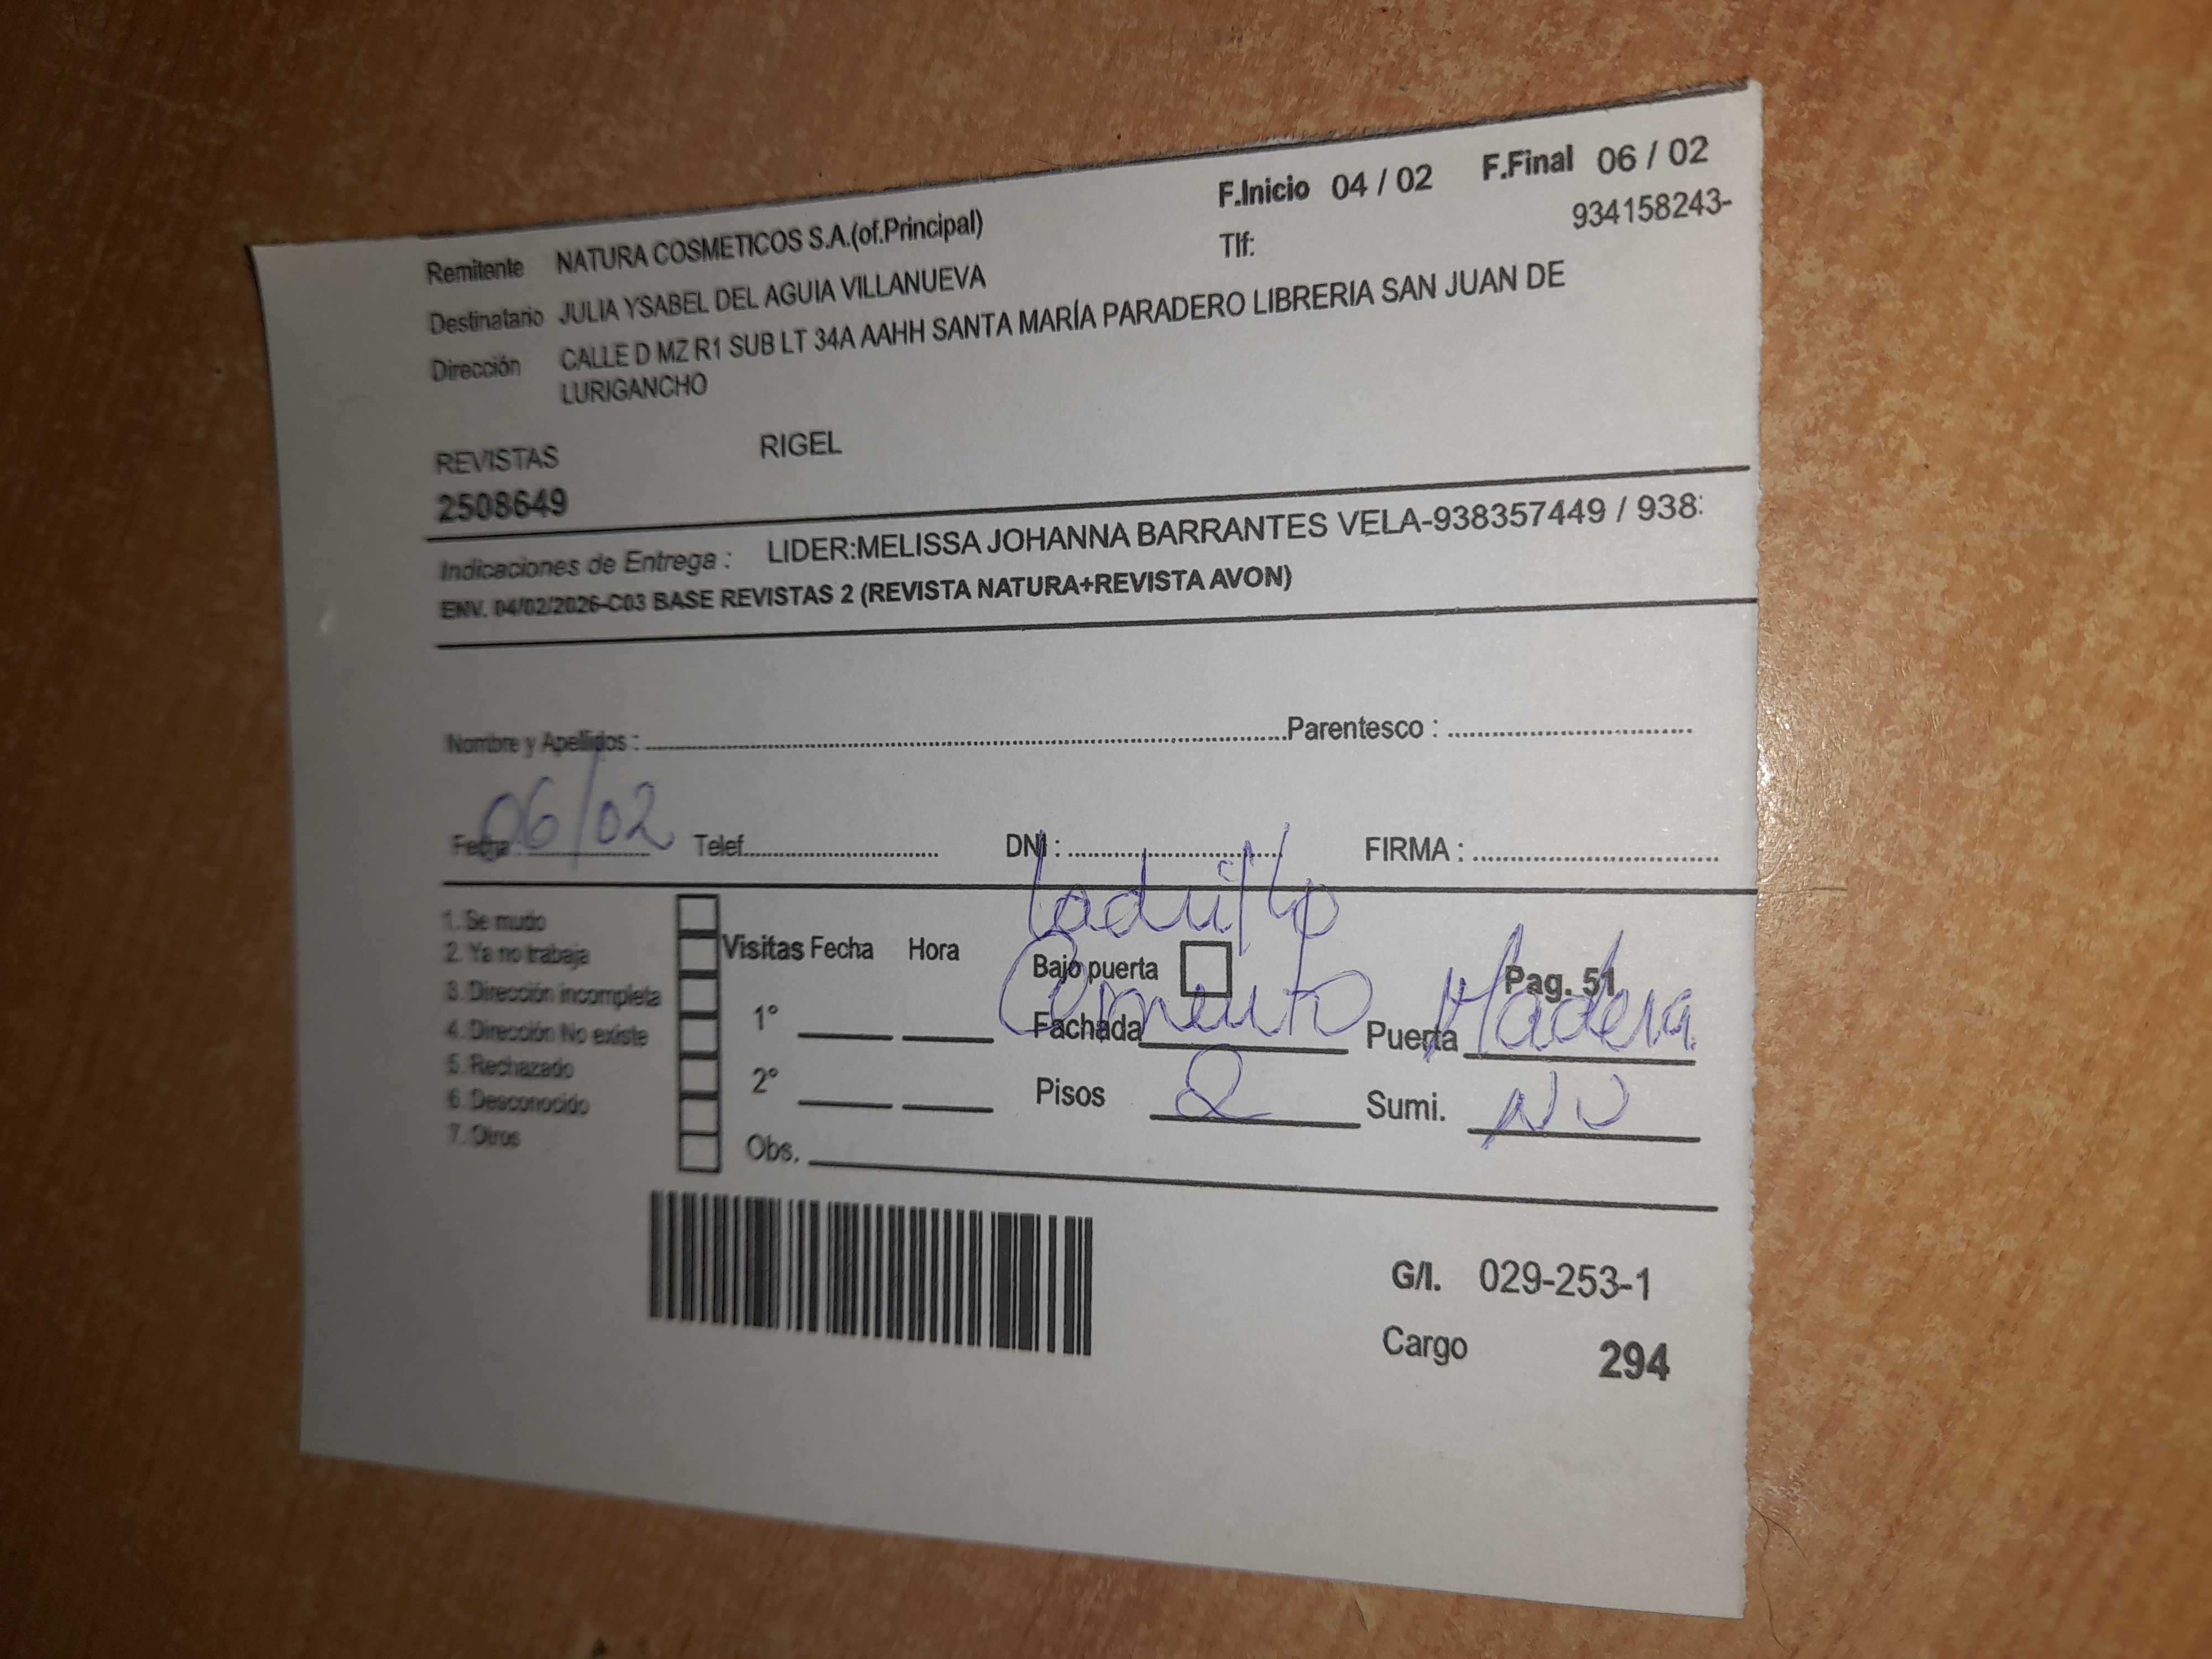 F.Inicio 04 / 02 F.Final 06 / 02
Remitente NATURA COSMETICOS S.A.(of.Principal) Tlf: 934158243-
Destinatario JULIA YSABEL DEL AGUIA VILLANUEVA
Dirección CALLE D MZ R1 SUB LT 34A AAHH SANTA MARÍA PARADERO LIBRERIA SAN JUAN DE
LURIGANCHO
REVISTAS RIGEL
2508649
Indicaciones de Entrega : LIDER:MELISSA JOHANNA BARRANTES VELA-938357449 / 938
ENV. 04/02/2026-C03 BASE REVISTAS 2 (REVISTA NATURA+REVISTA AVON)
Nombre y Apellidos : Parentesco :
Fecha : 06/02 Telef. DNI : FIRMA :
ladrillo
1. Se mudo
2. Ya no trabaja
3. Dirección incompleta
4. Dirección No existe
5. Rechazado
6. Desconocido
7. Otros
Visitas Fecha Hora
1°
2°
Obs.
Bajo puerta Pag. 51
Fachada Cemento Puerta Madera
Pisos 2 Sumi. NU
G/I. 029-253-1
Cargo 294